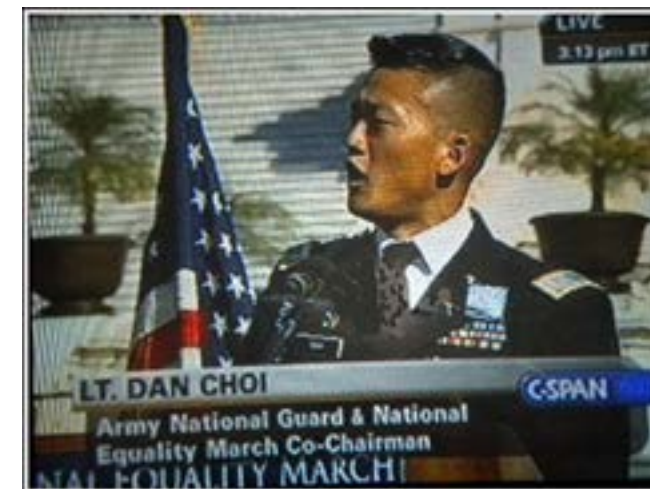 LIVE
3:13 pm ET
LT. DAN CHOI
C-SPAN
Army National Guard & National
Equality March Co-Chairman
NAL EQUALITY MARCH